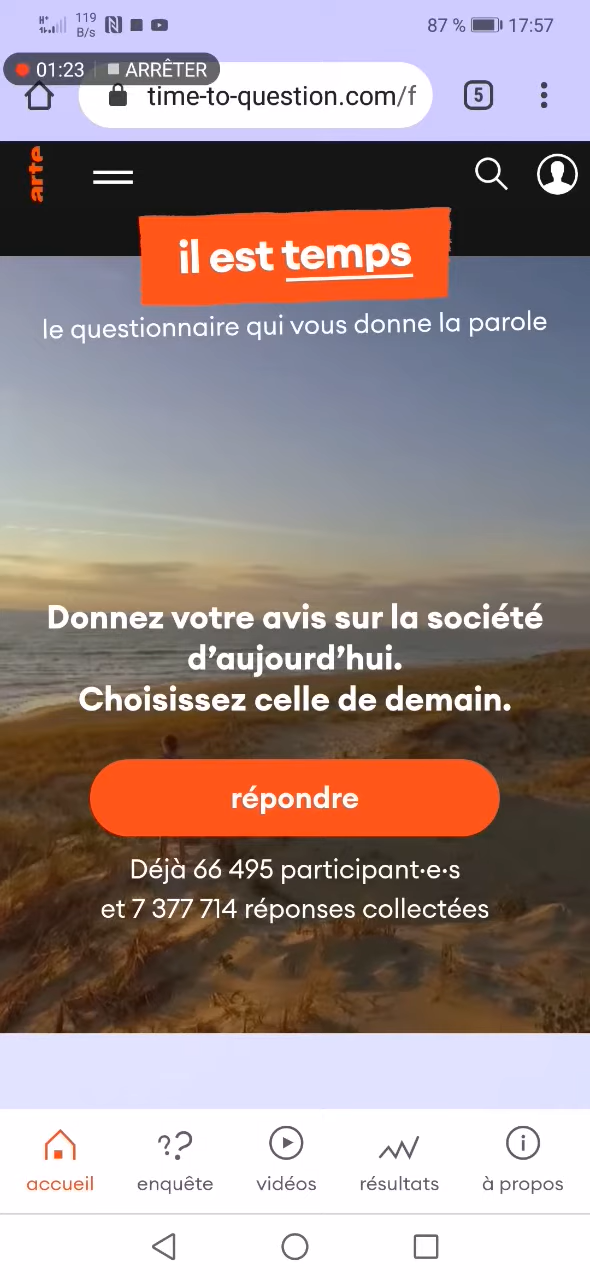 119
B/s
87 %
17:57
01:23
ARRÊTER
time-to-question.com/f
5
arte
il est temps
le questionnaire qui vous donne la parole
Donnez votre avis sur la société
d’aujourd’hui.
Choisissez celle de demain.
répondre
Déjà 66 495 participant·e·s
et 7 377 714 réponses collectées
accueil
enquête
vidéos
résultats
à propos